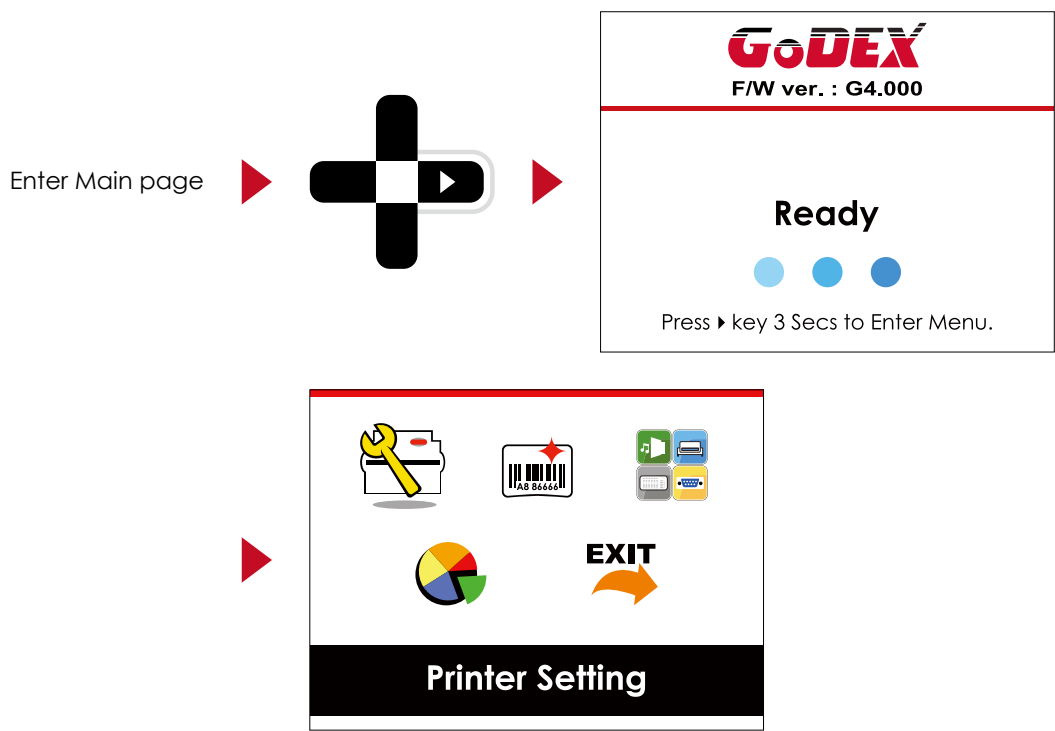 GoDEX
F/W ver. : G4.000
Enter Main page
Ready
Press key 3 Secs to Enter Menu.
A8 86666
EXIT
Printer Setting